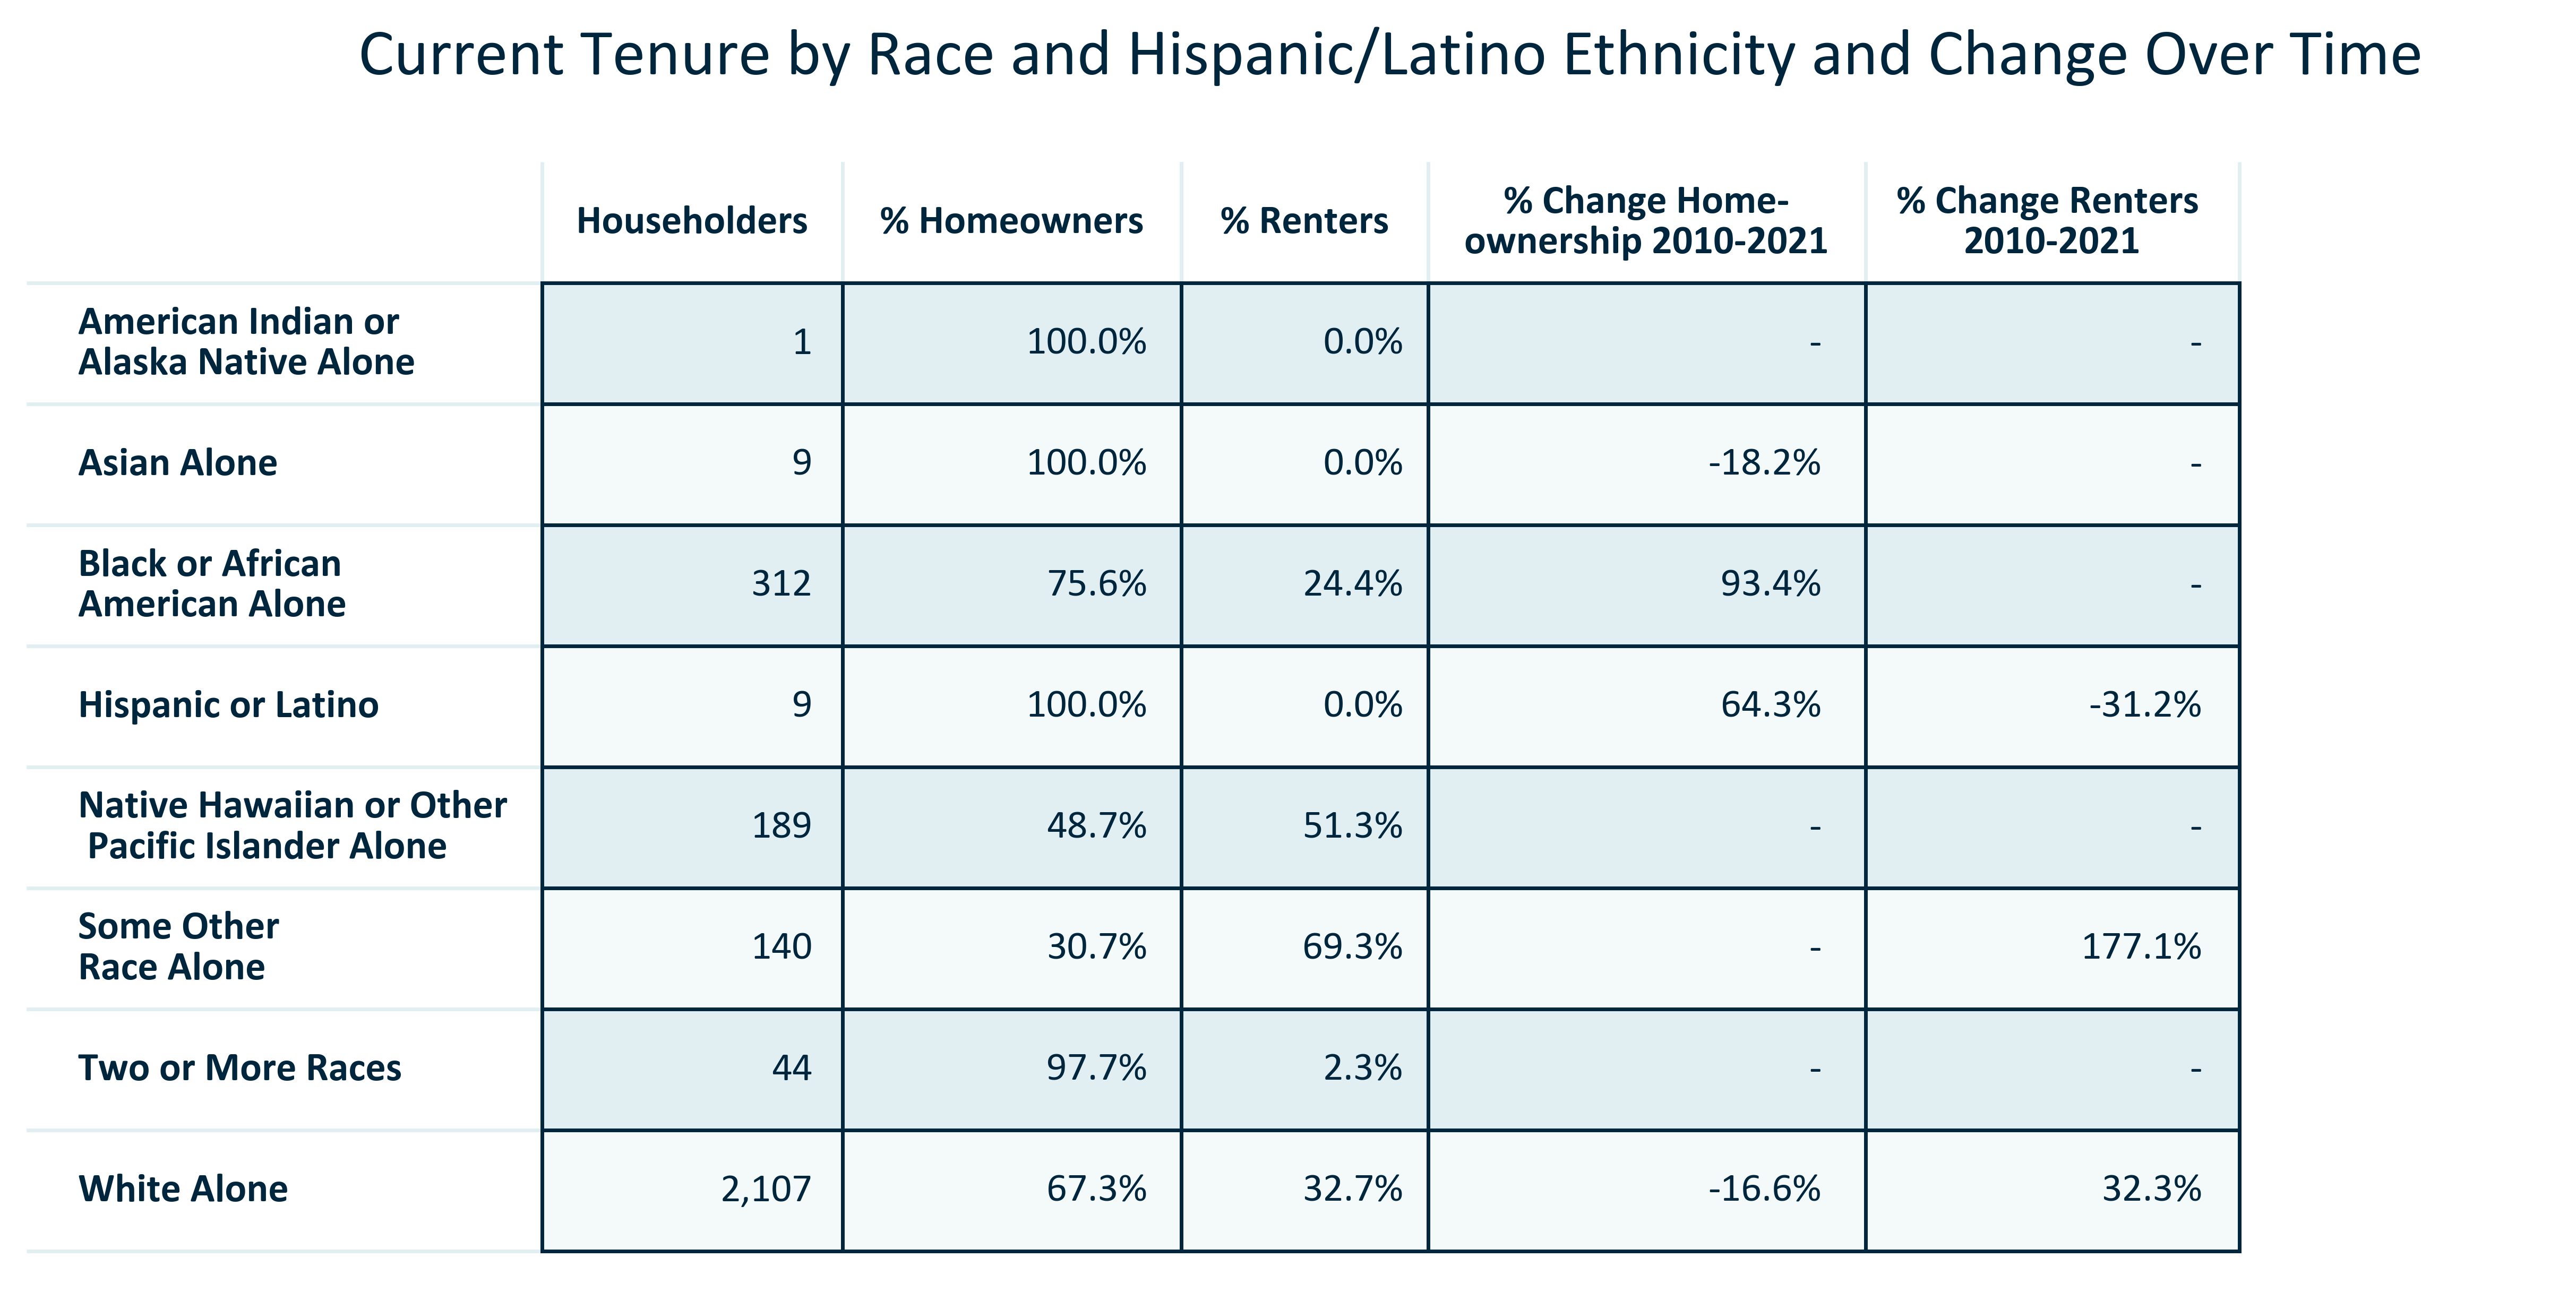 Current Tenure by Race and Hispanic/Latino Ethnicity and Change Over Time
Householders % Homeowners % Renters % Change Home-
ownership 2010-2021 % Change Renters
2010-2021
American Indian or
Alaska Native Alone 1 100.0% 0.0% - -
Asian Alone 9 100.0% 0.0% -18.2% -
Black or African
American Alone 312 75.6% 24.4% 93.4% -
Hispanic or Latino 9 100.0% 0.0% 64.3% -31.2%
Native Hawaiian or Other
Pacific Islander Alone 189 48.7% 51.3% - -
Some Other
Race Alone 140 30.7% 69.3% - 177.1%
Two or More Races 44 97.7% 2.3% - -
White Alone 2,107 67.3% 32.7% -16.6% 32.3%